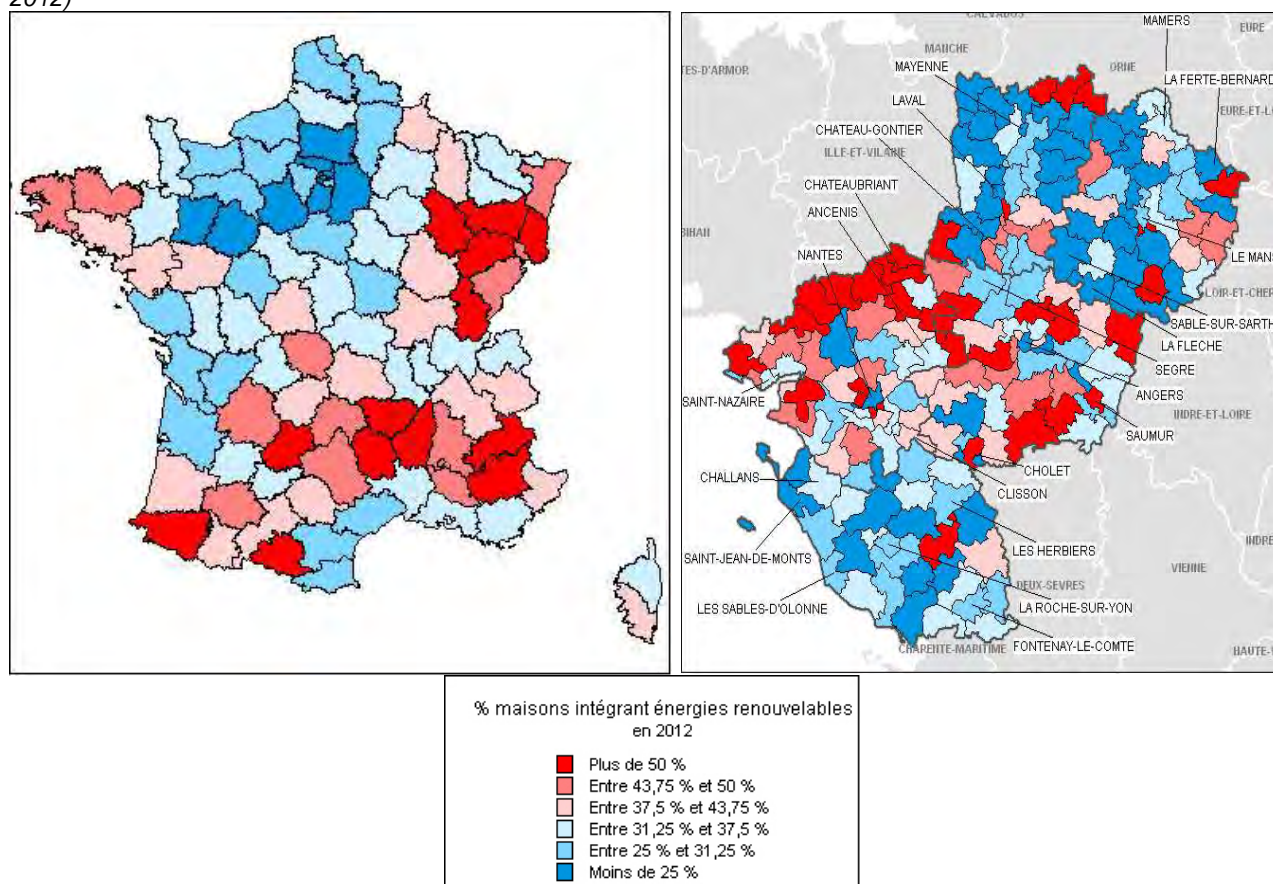 2012)
CALVADOS
MAMERS
EURE
MANCHE
TES-D'ARMOR
MAYENNE
ORNE
LA FERTE-BERNARD
LAVAL
EURE-ET-LO
CHATEAU-GONTIER
ILLE-ET-VILAINE
CHATEAUBRIANT
ANCENIS
BIHAN
NANTES
LE MANS
LOIR-ET-CHER
SABLE-SUR-SARTH
LA FLECHE
SEGRE
SAINT-NAZAIRE
ANGERS
INDRE-ET-LOIRE
SAUMUR
CHOLET
CHALLANS
CLISSON
INDRE
SAINT-JEAN-DE-MONTS
LES HERBIERS
VIENNE
DEUX-SEVRES
LES SABLES-D'OLONNE
LA ROCHE-SUR-YON
FONTENAY-LE-COMTE
CHARENTE-MARITIME
HAUTE-V
% maisons intégrant énergies renouvelables
en 2012
Plus de 50 %
Entre 43,75 % et 50 %
Entre 37,5 % et 43,75 %
Entre 31,25 % et 37,5 %
Entre 25 % et 31,25 %
Moins de 25 %